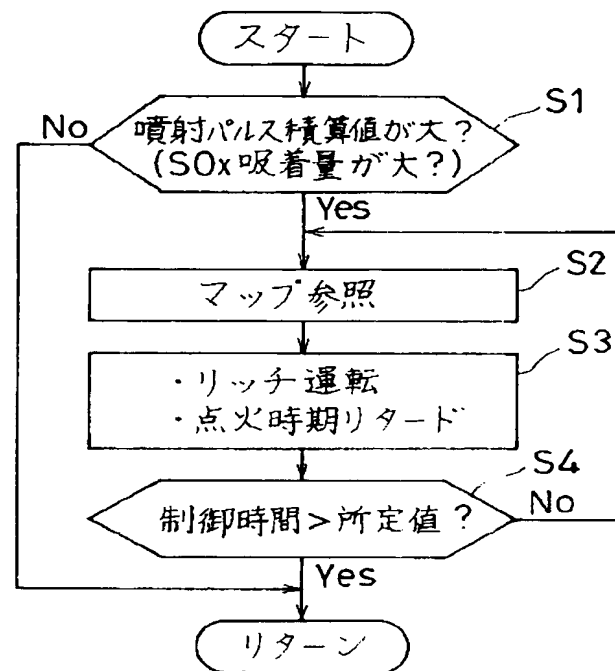 スタート
S1
No
噴射パルス積算値が大?
(SOx吸着量が大?)
Yes
S2
マップ参照
S3
・リッチ運転
・点火時期リタード
S4
制御時間>所定値?
No
Yes
リターン